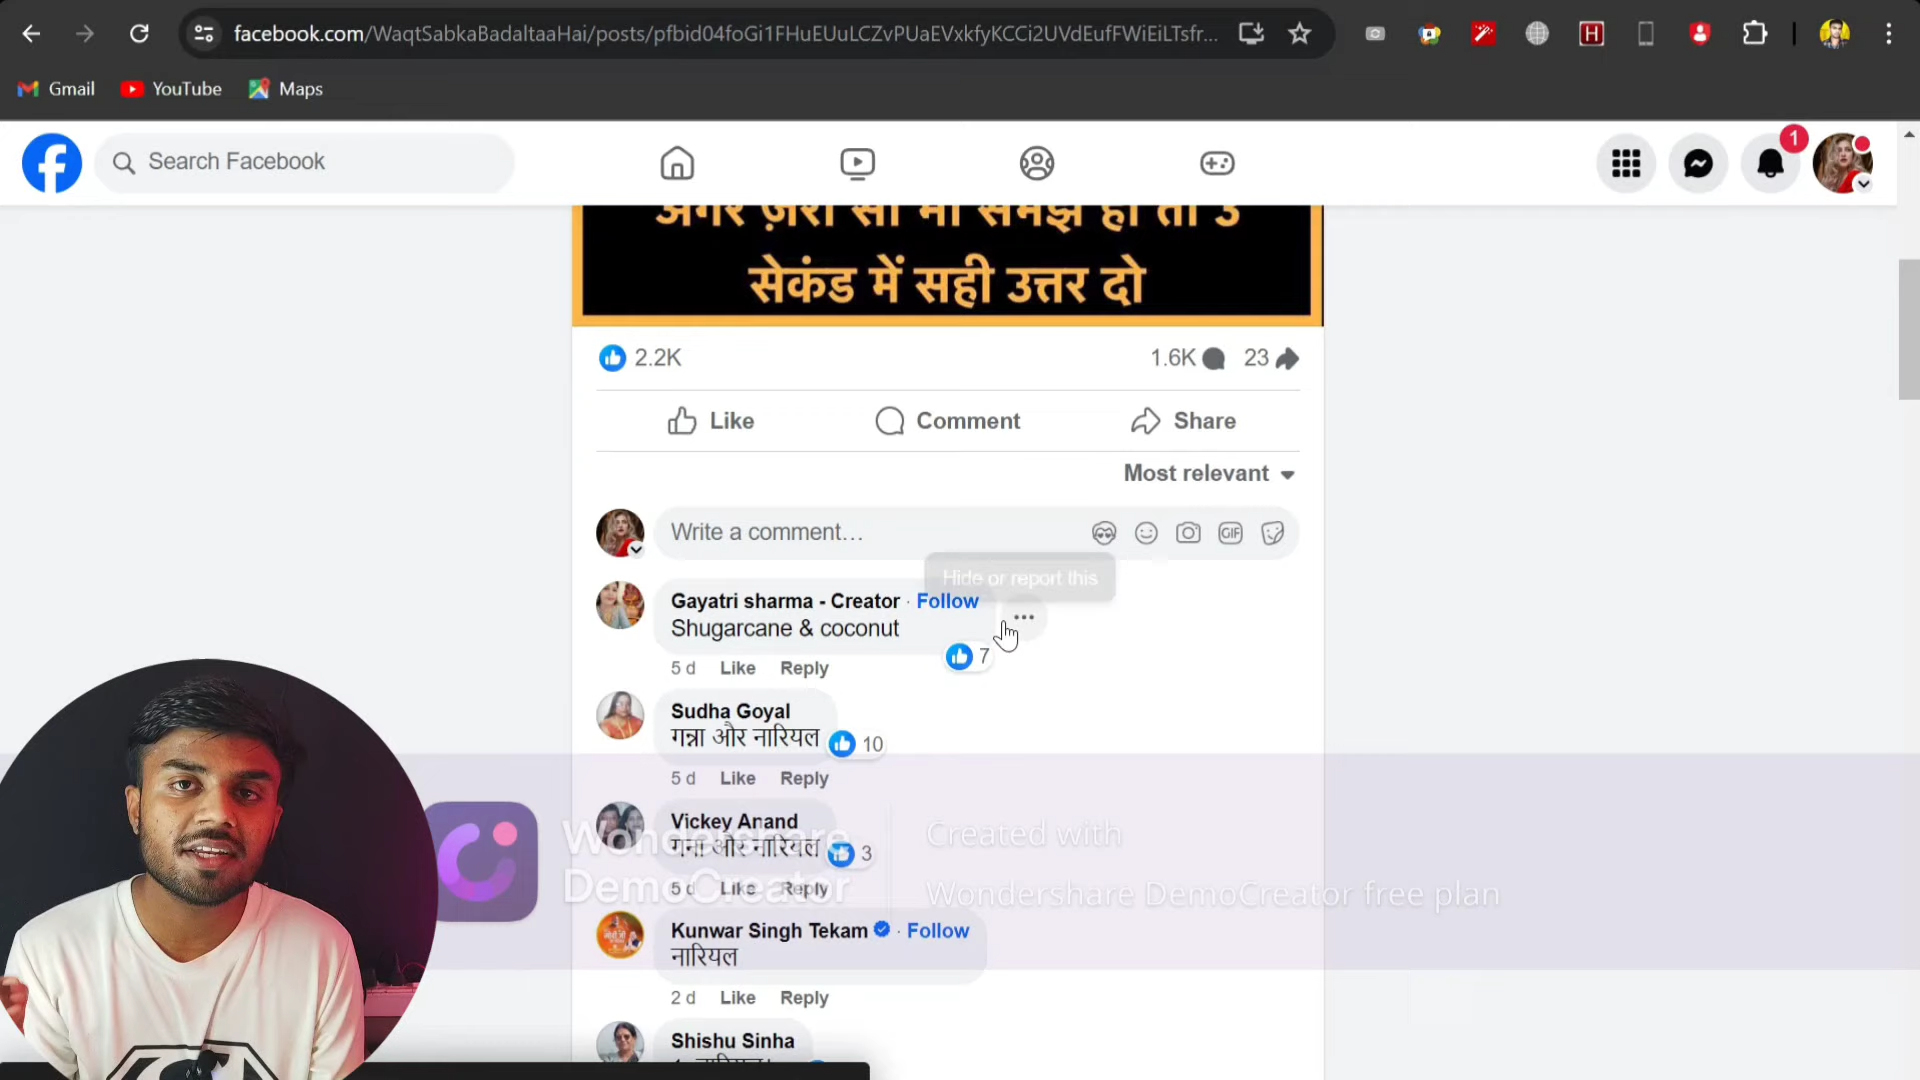 facebook.com/WaqtSabkaBadaltaaHai/posts/pfbid04foGi1FHuEUuLCZvPUaEVxkfyKCCi2UVdEufFWiEiLTsfr...
Gmail YouTube Maps
Search Facebook
1
अगर ज़रा सी भी समझ हो तो 3
सेकंड में सही उत्तर दो
2.2K 1.6K 23
Like Comment Share
Most relevant
Write a comment…
GIF
Hide or report this
Gayatri sharma - Creator · Follow
Shugarcane & coconut
7
5 d Like Reply
Sudha Goyal
गन्ना और नारियल 10
5 d Like Reply
Vickey Anand
गना और नारियल 3
5 d Like Reply
Wondershare
DemoCreator
Created with
Wondershare DemoCreator free plan
Kunwar Singh Tekam · Follow
नारियल
2 d Like Reply
Shishu Sinha